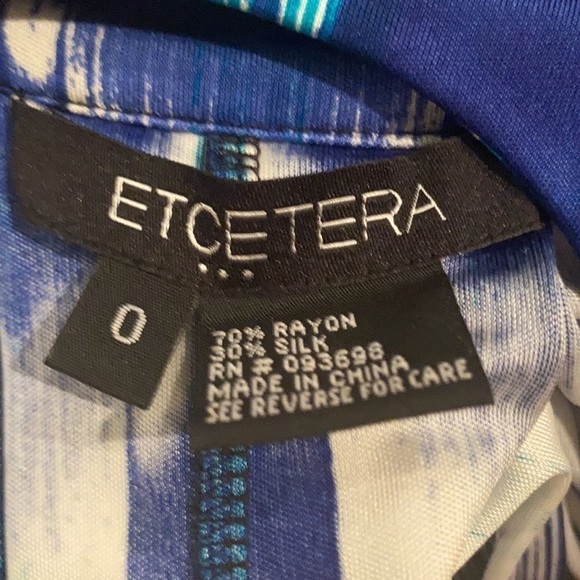 ETCETERA
...
0
70% RAYON
30% SILK
RN # 093698
MADE IN CHINA
SEE REVERSE FOR CARE